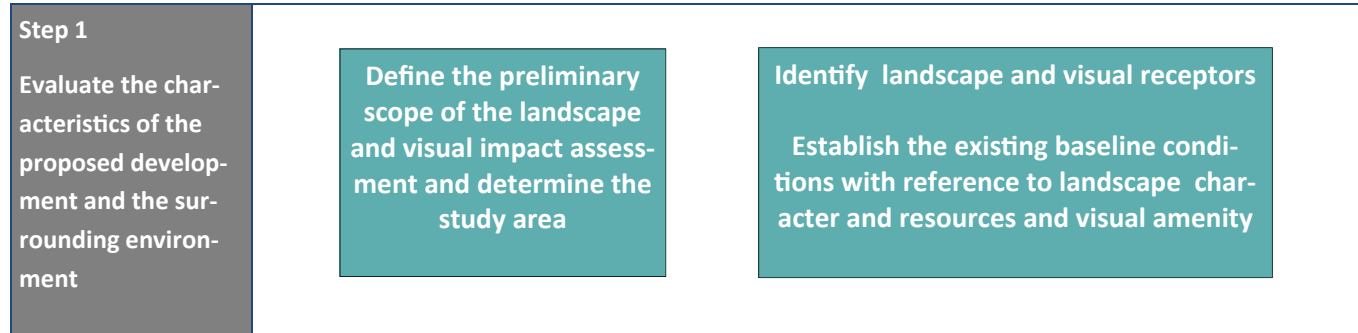 Step 1
Evaluate the char-
acteristics of the
proposed develop-
ment and the sur-
rounding environ-
ment
Define the preliminary
scope of the landscape
and visual impact assess-
ment and determine the
study area
Identify landscape and visual receptors
Establish the existing baseline condi-
tions with reference to landscape char-
acter and resources and visual amenity